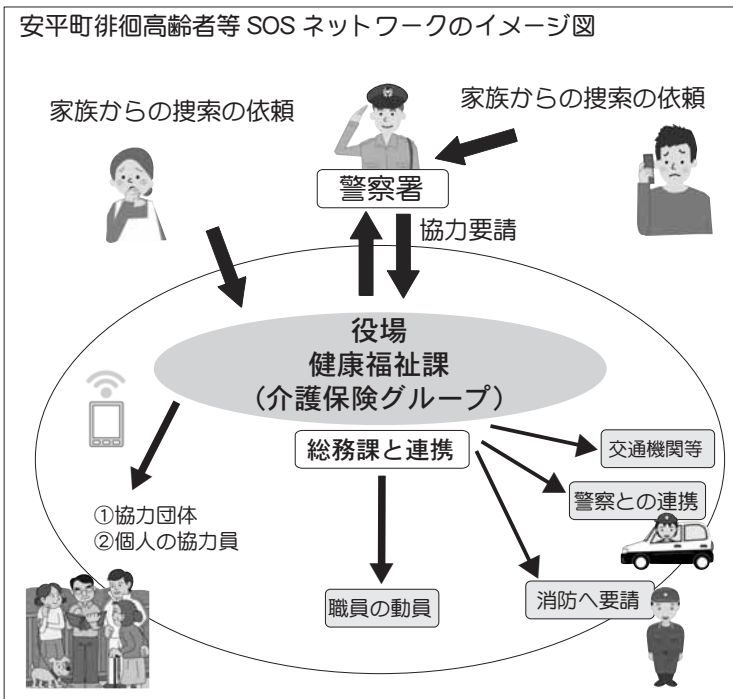 安平町徘徊高齢者等 SOS ネットワークのイメージ図
家族からの捜索の依頼
家族からの捜索の依頼
警察署
協力要請
役場
健康福祉課
（介護保険グループ）
総務課と連携
交通機関等
警察との連携
①協力団体
②個人の協力員
職員の動員
消防へ要請